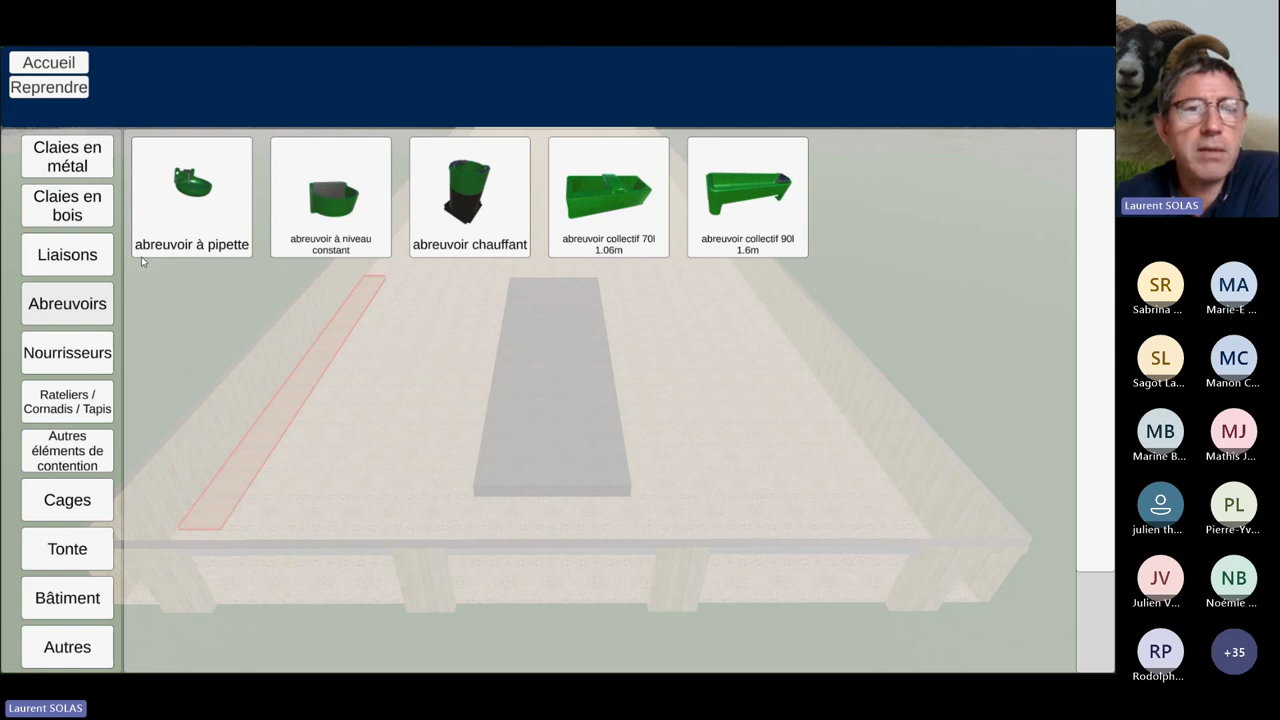 Accueil
Reprendre
Claies en
métal
Claies en
bois
Liaisons
Abreuvoirs
Nourrisseurs
Rateliers /
Cornadis / Tapis
Autres
éléments de
contention
Cages
Tonte
Bâtiment
Autres
abreuvoir à pipette
abreuvoir à niveau
constant
abreuvoir chauffant
abreuvoir collectif 70l
1.06m
abreuvoir collectif 90l
1.6m
Laurent SOLAS
SR
Sabrina ...
MA
Marie-E ...
SL
Sagot La...
MC
Manon C...
MB
Marine B...
MJ
Mathis J...
julien th...
PL
Pierre-Yv...
JV
Julien V...
NB
Noémie ...
RP
Rodolph...
+35
Laurent SOLAS